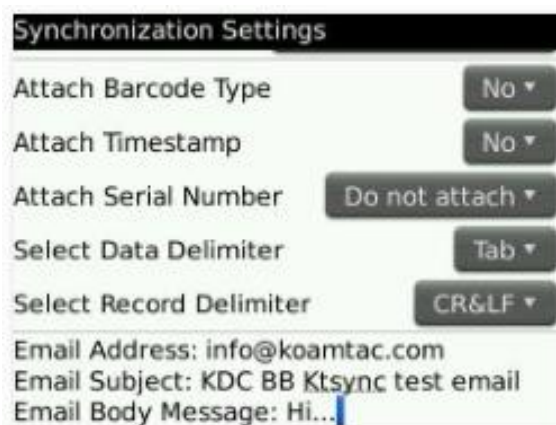 Synchronization Settings
Attach Barcode Type No
Attach Timestamp No
Attach Serial Number Do not attach
Select Data Delimiter Tab
Select Record Delimiter CR&LF
Email Address: info@koamtac.com
Email Subject: KDC BB Ktsync test email
Email Body Message: Hi...